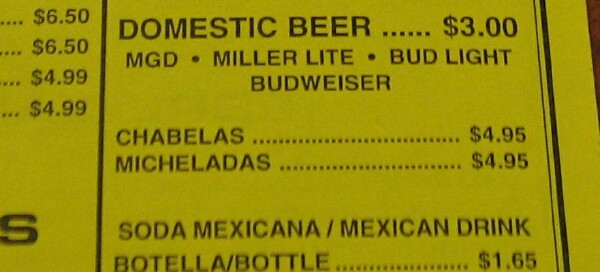 .... $6.50
.... $6.50
.... $4.99
... $4.99
S
DOMESTIC BEER ...... $3.00
MGD • MILLER LITE • BUD LIGHT
BUDWEISER
CHABELAS ................................ $4.95
MICHELADAS ............................ $4.95
SODA MEXICANA / MEXICAN DRINK
BOTELLA/BOTTLE .................... $1.65